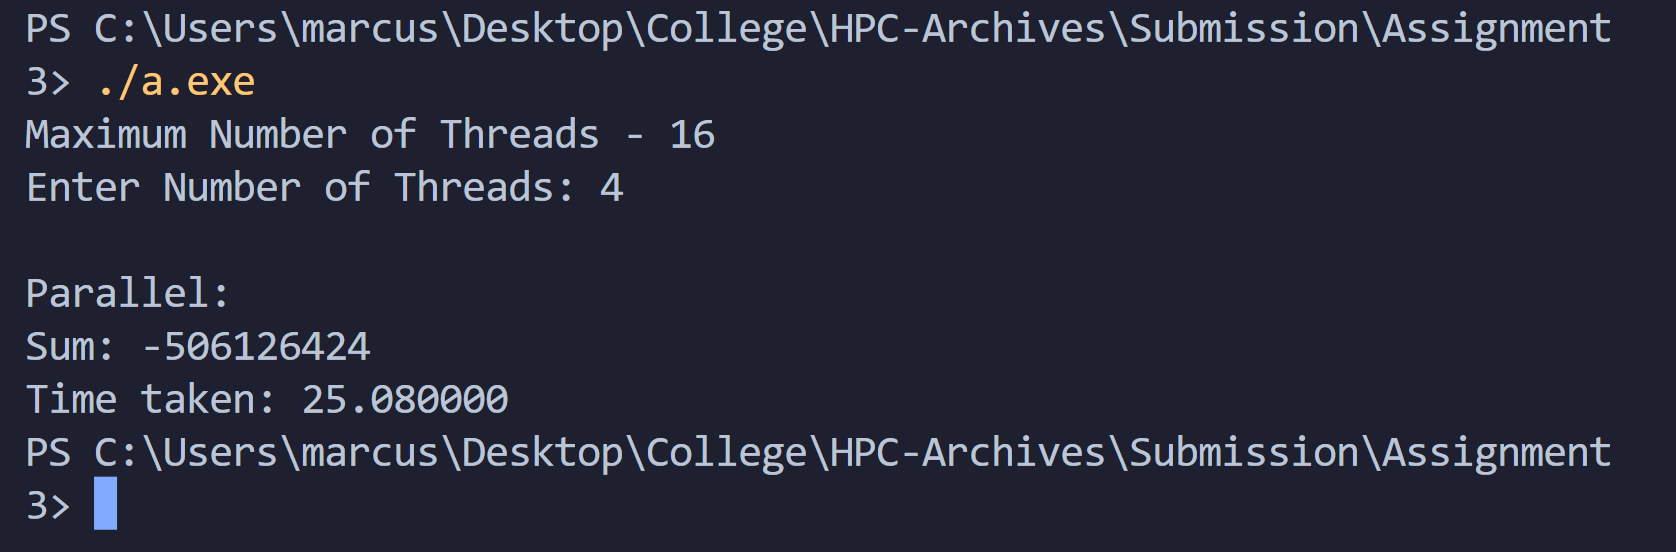 PS C:\Users\marcus\Desktop\College\HPC-Archives\Submission\Assignment
3> ./a.exe
Maximum Number of Threads - 16
Enter Number of Threads: 4
Parallel:
Sum: -506126424
Time taken: 25.080000
PS C:\Users\marcus\Desktop\College\HPC-Archives\Submission\Assignment
3>